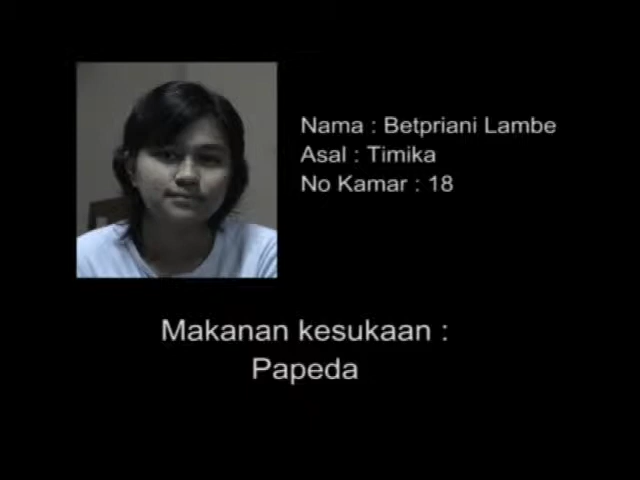 Nama : Betpriani Lambe
Asal : Timika
No Kamar : 18
Makanan kesukaan :
Papeda